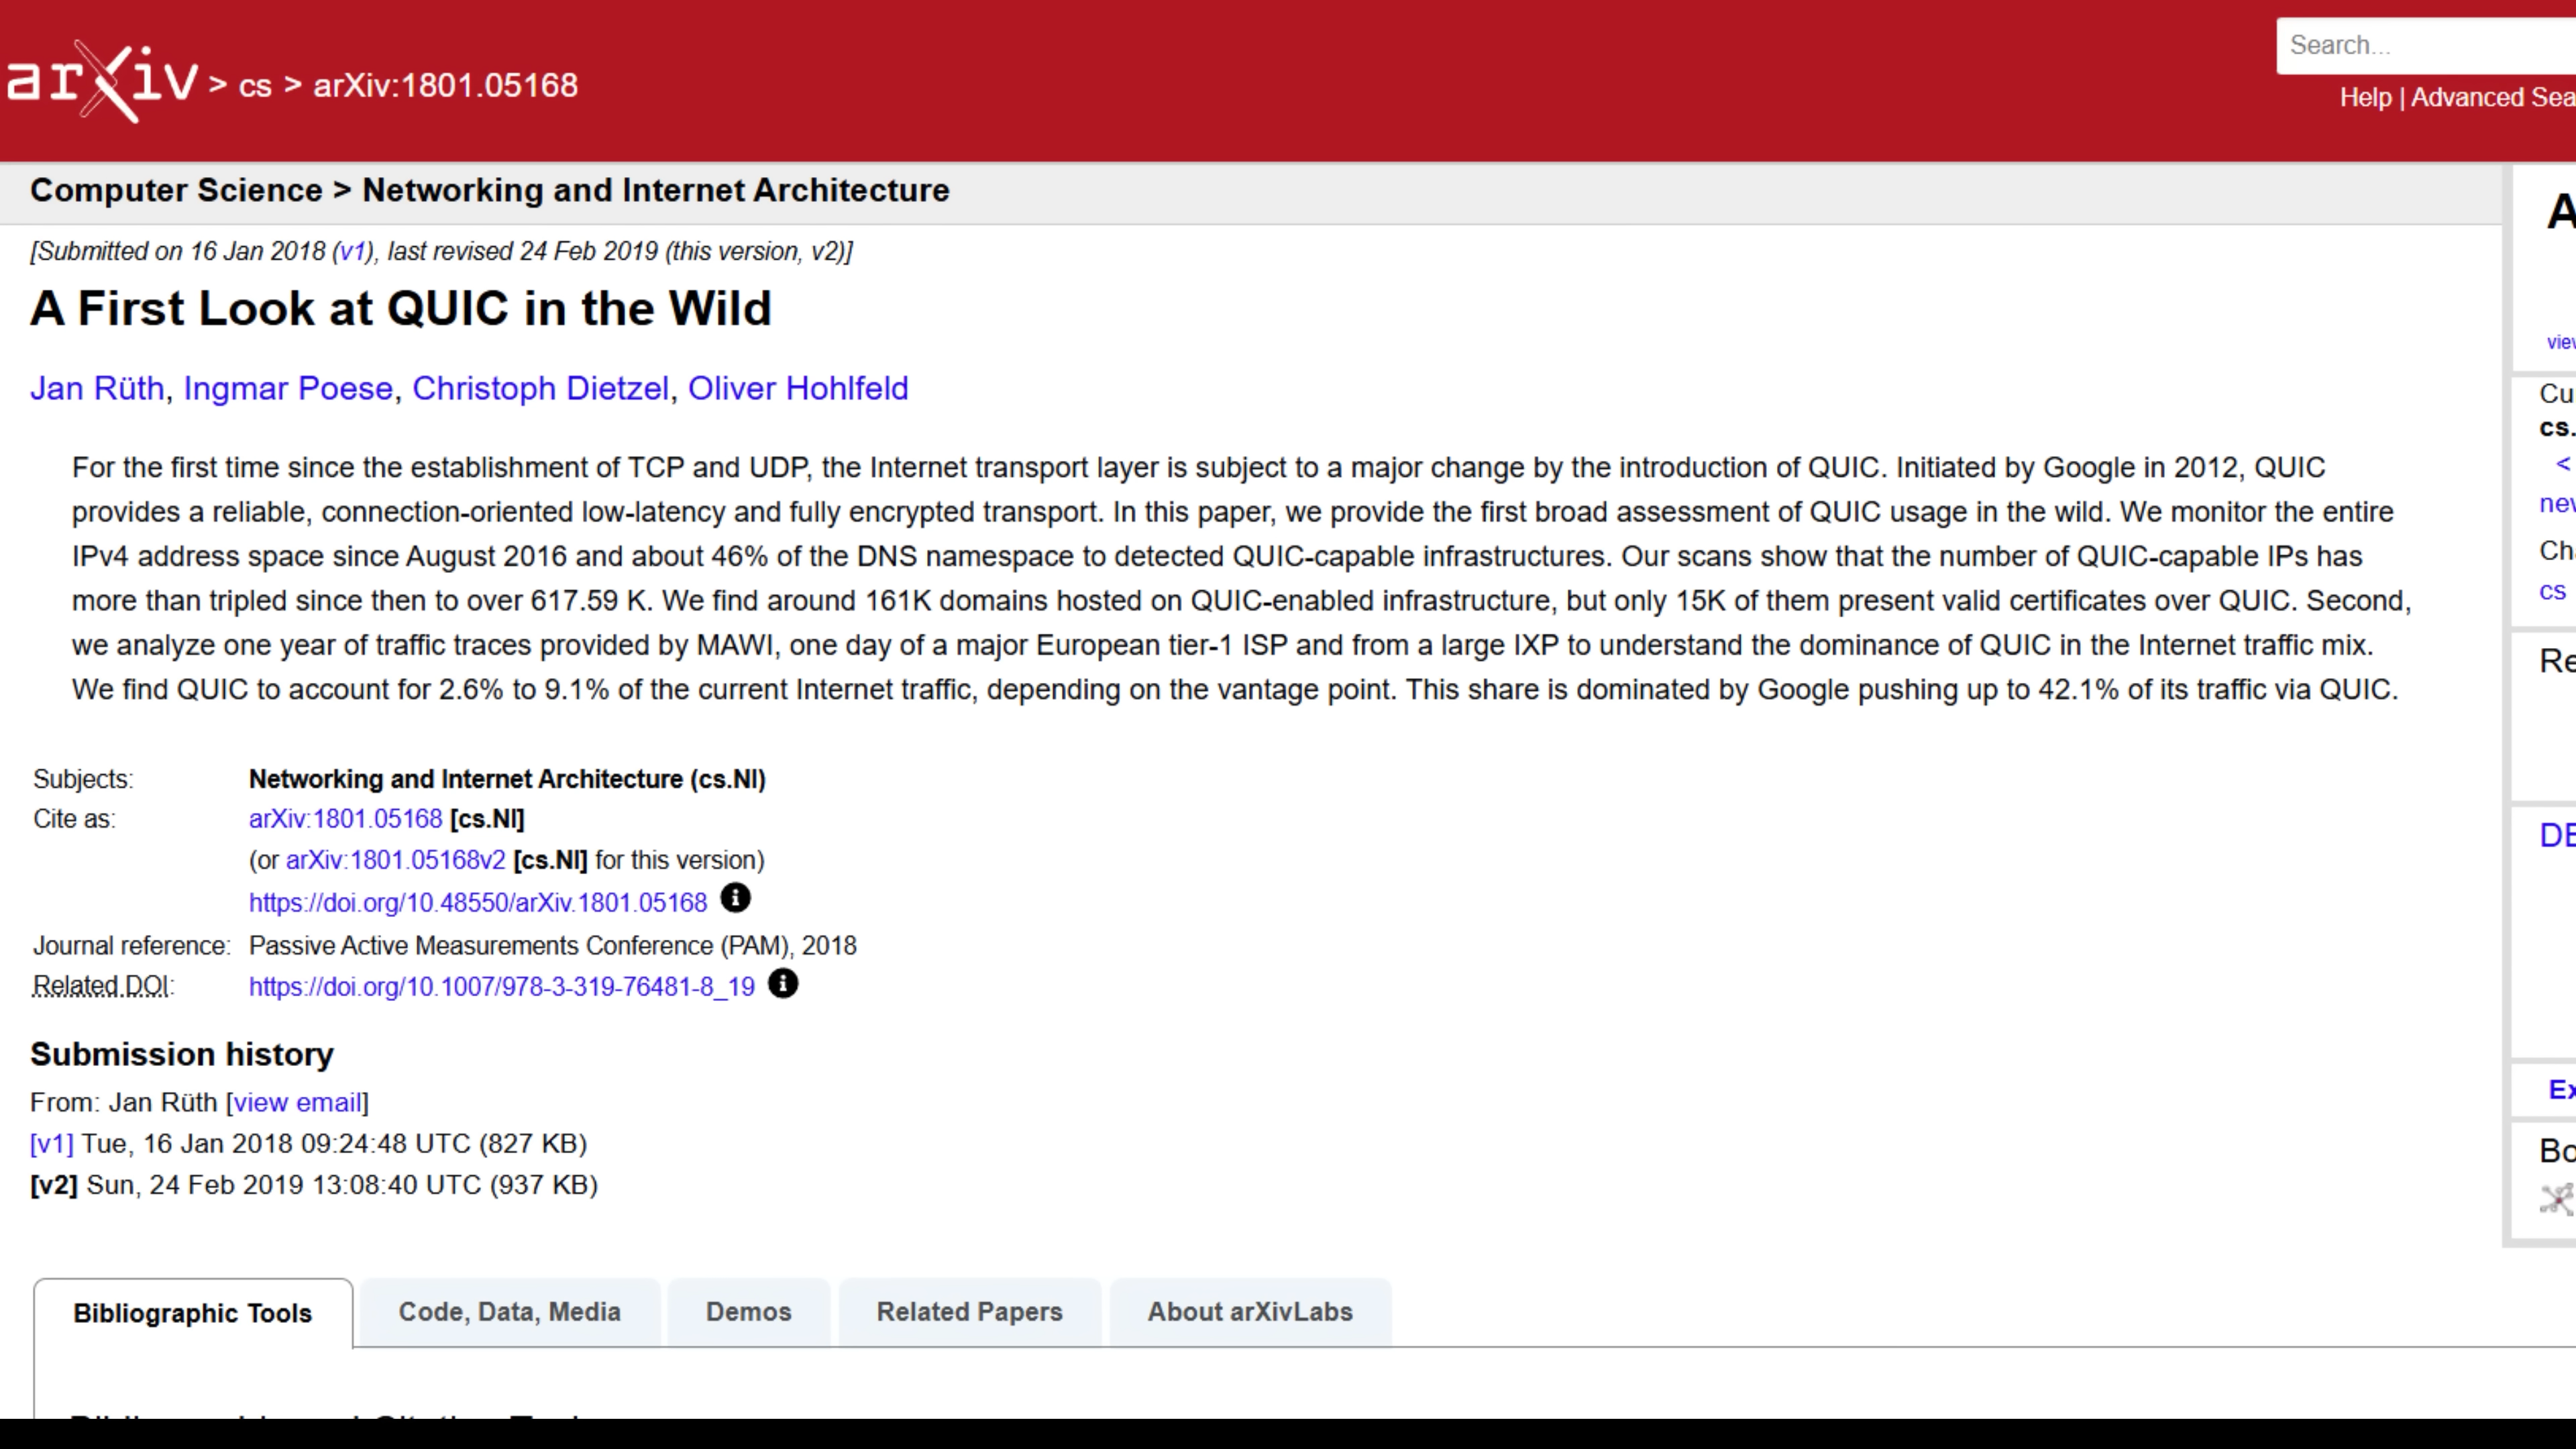 arXiv > cs > arXiv:1801.05168
Search...
Help | Advanced Sea
Computer Science > Networking and Internet Architecture
[Submitted on 16 Jan 2018 (v1), last revised 24 Feb 2019 (this version, v2)]
A First Look at QUIC in the Wild
Jan Rüth, Ingmar Poese, Christoph Dietzel, Oliver Hohlfeld
For the first time since the establishment of TCP and UDP, the Internet transport layer is subject to a major change by the introduction of QUIC. Initiated by Google in 2012, QUIC
provides a reliable, connection-oriented low-latency and fully encrypted transport. In this paper, we provide the first broad assessment of QUIC usage in the wild. We monitor the entire
IPv4 address space since August 2016 and about 46% of the DNS namespace to detected QUIC-capable infrastructures. Our scans show that the number of QUIC-capable IPs has
more than tripled since then to over 617.59 K. We find around 161K domains hosted on QUIC-enabled infrastructure, but only 15K of them present valid certificates over QUIC. Second,
we analyze one year of traffic traces provided by MAWI, one day of a major European tier-1 ISP and from a large IXP to understand the dominance of QUIC in the Internet traffic mix.
We find QUIC to account for 2.6% to 9.1% of the current Internet traffic, depending on the vantage point. This share is dominated by Google pushing up to 42.1% of its traffic via QUIC.
Subjects: Networking and Internet Architecture (cs.NI)
Cite as: arXiv:1801.05168 [cs.NI]
(or arXiv:1801.05168v2 [cs.NI] for this version)
https://doi.org/10.48550/arXiv.1801.05168
Journal reference: Passive Active Measurements Conference (PAM), 2018
Related DOI: https://doi.org/10.1007/978-3-319-76481-8_19
Submission history
From: Jan Rüth [view email]
[v1] Tue, 16 Jan 2018 09:24:48 UTC (827 KB)
[v2] Sun, 24 Feb 2019 13:08:40 UTC (937 KB)
Bibliographic Tools
Code, Data, Media
Demos
Related Papers
About arXivLabs
A
view
Cu
cs.
<
new
Ch
cs
Re
DB
Ex
Bo